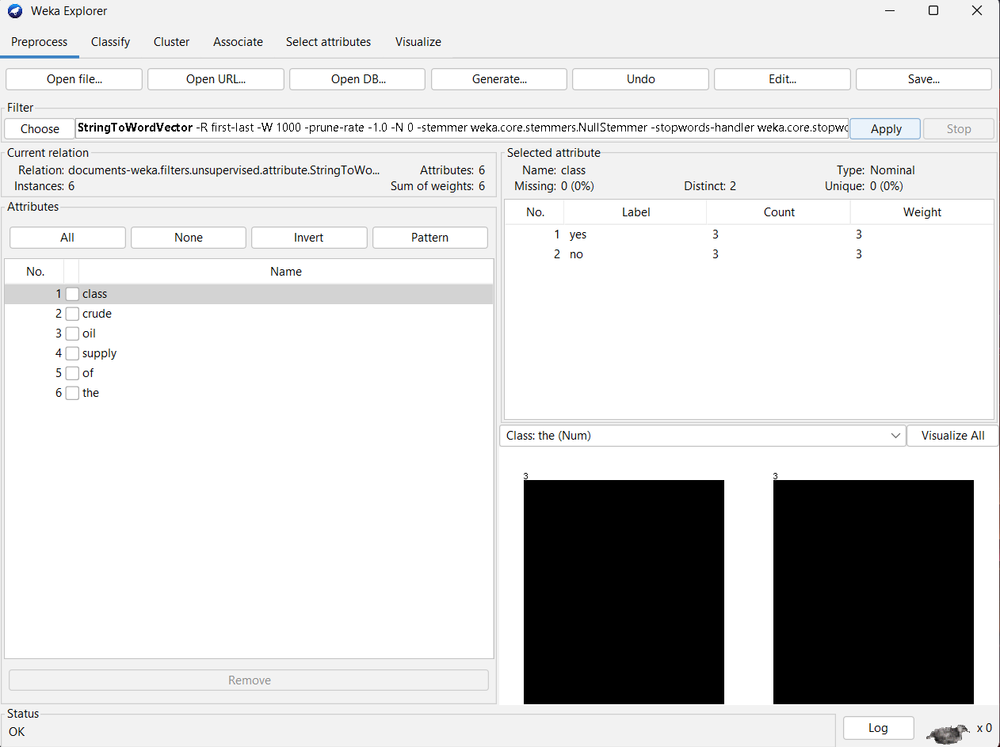 Weka Explorer
Preprocess Classify Cluster Associate Select attributes Visualize
Open file... Open URL... Open DB... Generate... Undo Edit... Save...
Filter
Choose StringToWordVector -R first-last -W 1000 -prune-rate -1.0 -N 0 -stemmer weka.core.stemmers.NullStemmer -stopwords-handler weka.core.stopwo Apply Stop
Current relation
Relation: documents-weka.filters.unsupervised.attribute.StringToWo... Attributes: 6
Instances: 6 Sum of weights: 6
Attributes
All None Invert Pattern
No. Name
1 class
2 crude
3 oil
4 supply
5 of
6 the
Remove
Selected attribute
Name: class Type: Nominal
Missing: 0 (0%) Distinct: 2 Unique: 0 (0%)
No. Label Count Weight
1 yes 3 3
2 no 3 3
Class: the (Num) Visualize All
3 3
Status
OK
Log x 0